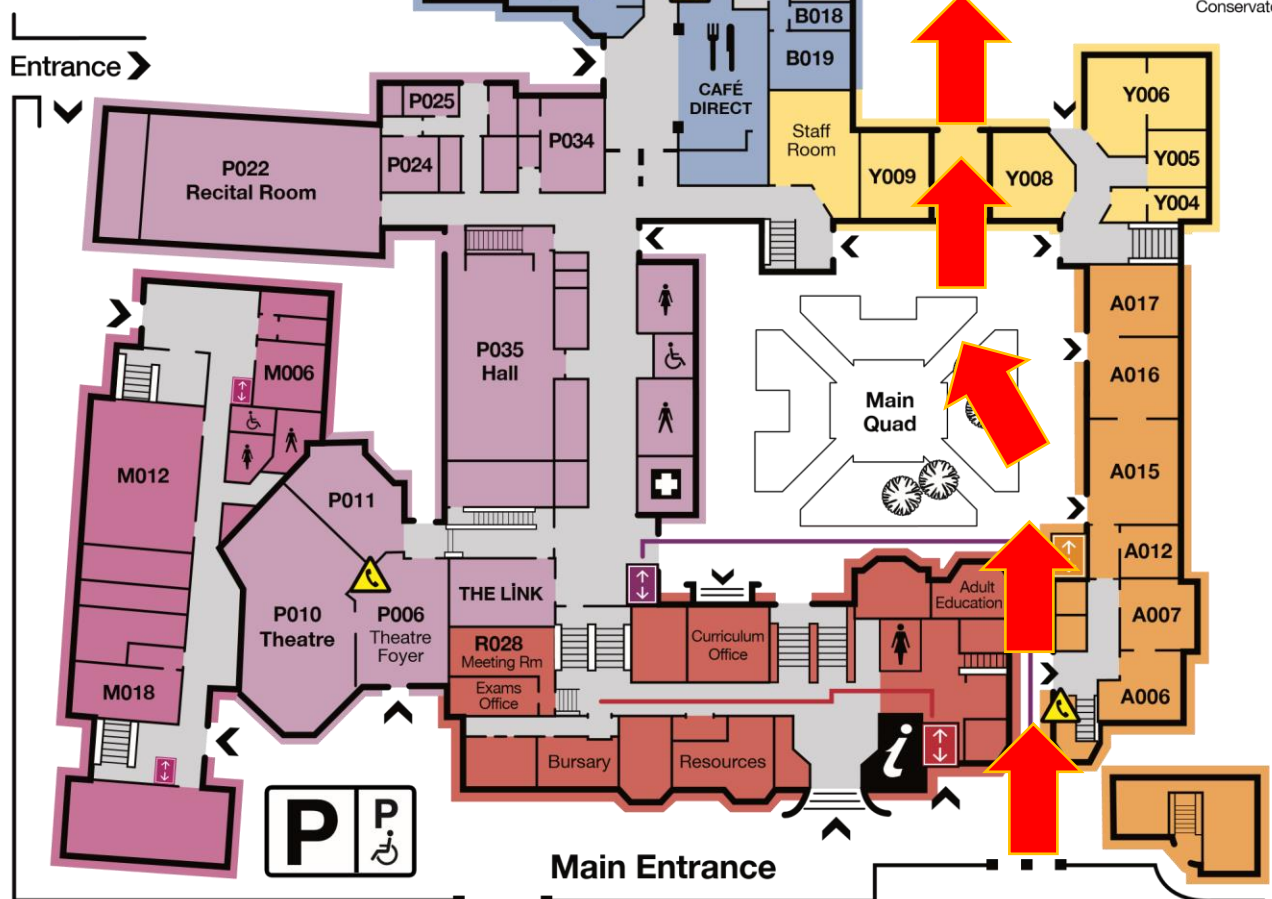 Conservat
Entrance
B018
B019
CAFÉ
DIRECT
Staff
Room
Y009
Y008
Y006
Y005
Y004
P025
P024
P034
P022
Recital Room
A017
A016
A015
A012
A007
A006
P035
Hall
Main
Quad
M006
M012
M018
P011
P010
Theatre
P006
Theatre
Foyer
THE LİNK
R028
Meeting Rm
Exams
Office
Curriculum
Office
Adult
Education
Bursary
Resources
i
P
P
Main Entrance